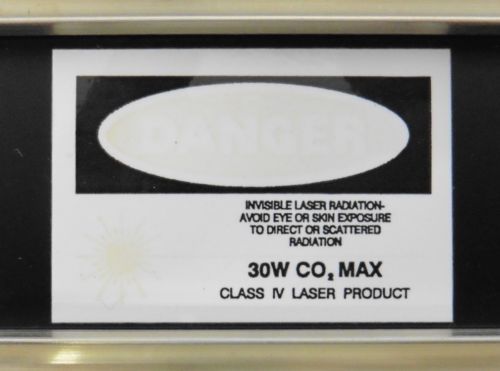 DANGER
INVISIBLE LASER RADIATION-
AVOID EYE OR SKIN EXPOSURE
TO DIRECT OR SCATTERED
RADIATION
30W CO₂ MAX
CLASS IV LASER PRODUCT